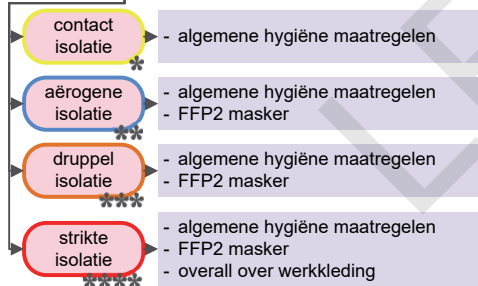 contact
isolatie
- algemene hygiëne maatregelen
aërogene
isolatie
- algemene hygiëne maatregelen
- FFP2 masker
druppel
isolatie
- algemene hygiëne maatregelen
- FFP2 masker
strikte
isolatie
- algemene hygiëne maatregelen
- FFP2 masker
- overall over werkkleding